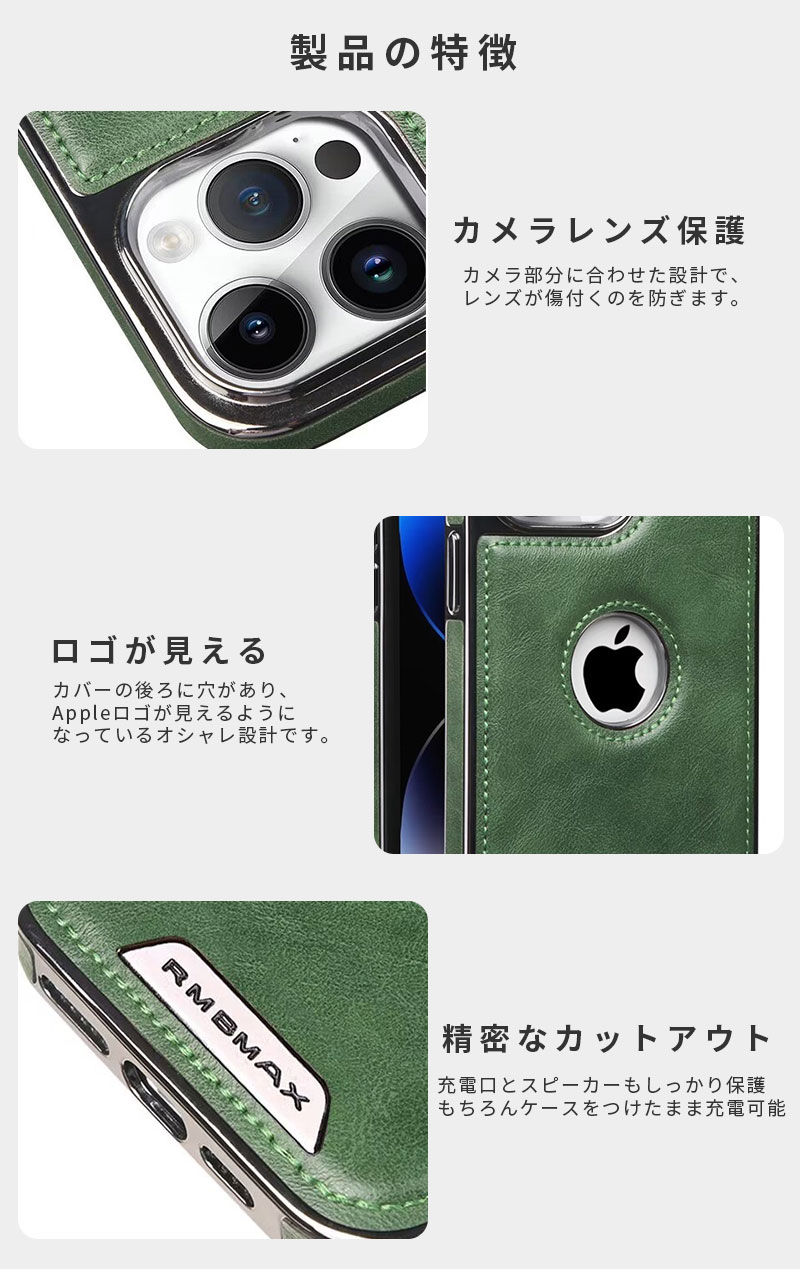 製品の特徴
カメラレンズ保護
カメラ部分に合わせた設計で、
レンズが傷付くのを防ぎます。
ロゴが見える
カバーの後ろに穴があり、
Appleロゴが見えるように
なっているオシャレ設計です。
RMBMAX
精密なカットアウト
充電口とスピーカーもしっかり保護
もちろんケースをつけたまま充電可能